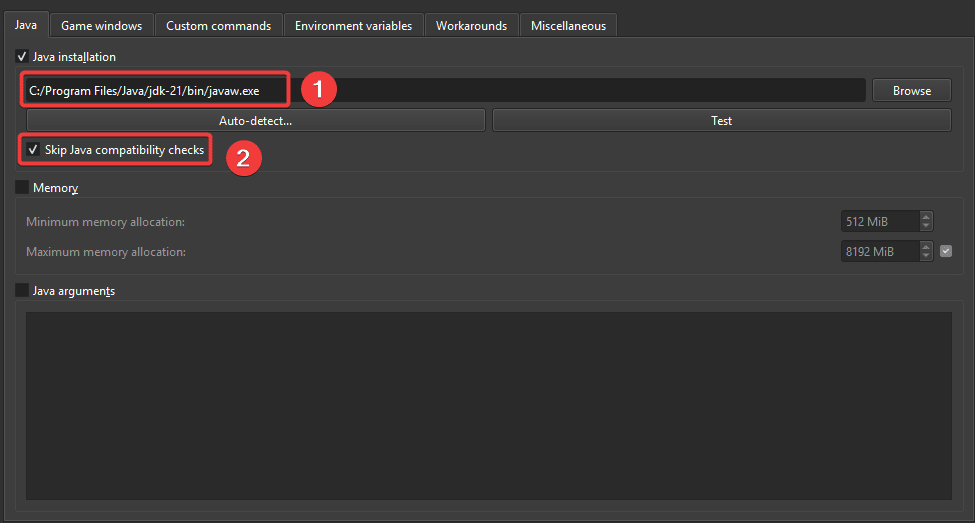 Java Game windows Custom commands Environment variables Workarounds Miscellaneous
Java installation
C:/Program Files/Java/jdk-21/bin/javaw.exe 1 Browse
Auto-detect... Test
Skip Java compatibility checks 2
Memory
Minimum memory allocation: 512 MiB
Maximum memory allocation: 8192 MiB
Java arguments